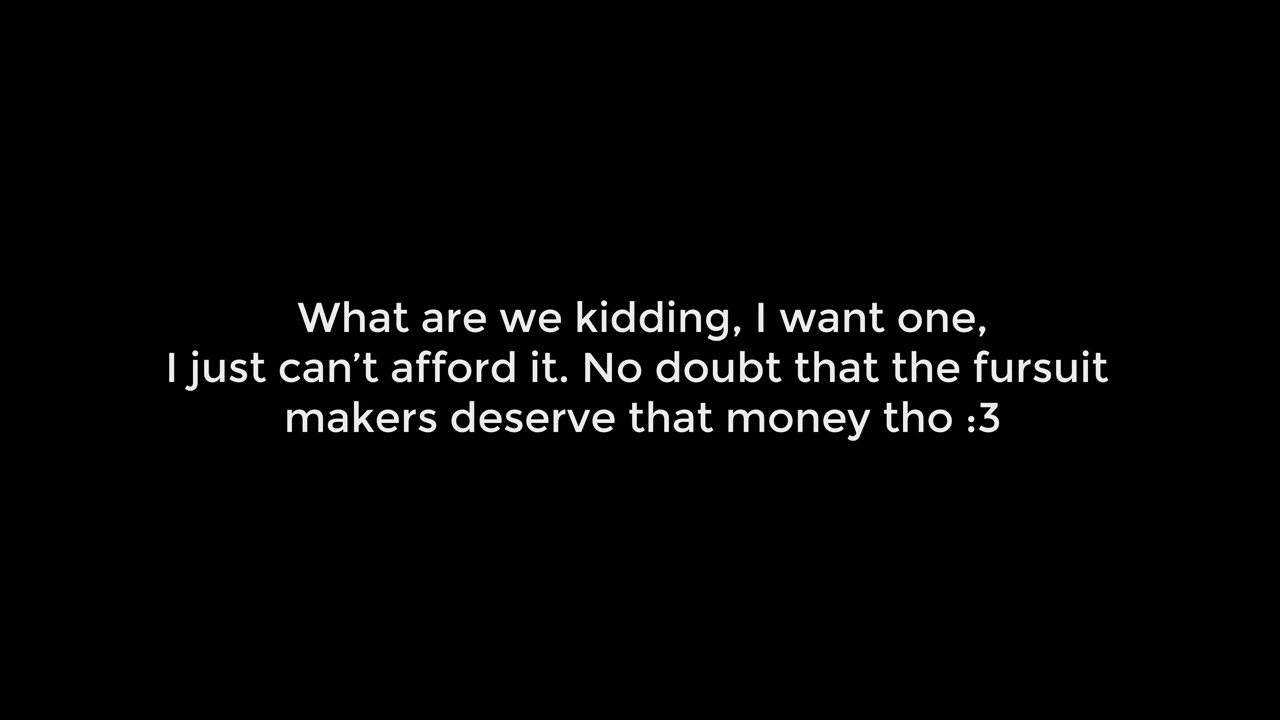 What are we kidding, I want one,
I just can’t afford it. No doubt that the fursuit
makers deserve that money tho :3